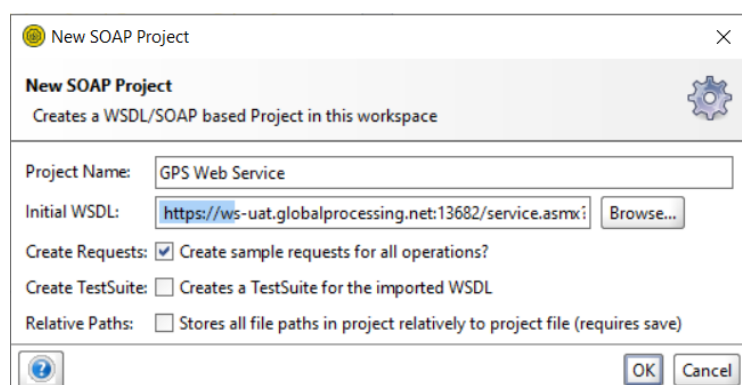 New SOAP Project
New SOAP Project
Creates a WSDL/SOAP based Project in this workspace
Project Name: GPS Web Service
Initial WSDL: https://ws-uat.globalprocessing.net:13682/service.asmx Browse...
Create Requests: Create sample requests for all operations?
Create TestSuite: Creates a TestSuite for the imported WSDL
Relative Paths: Stores all file paths in project relatively to project file (requires save)
? OK Cancel